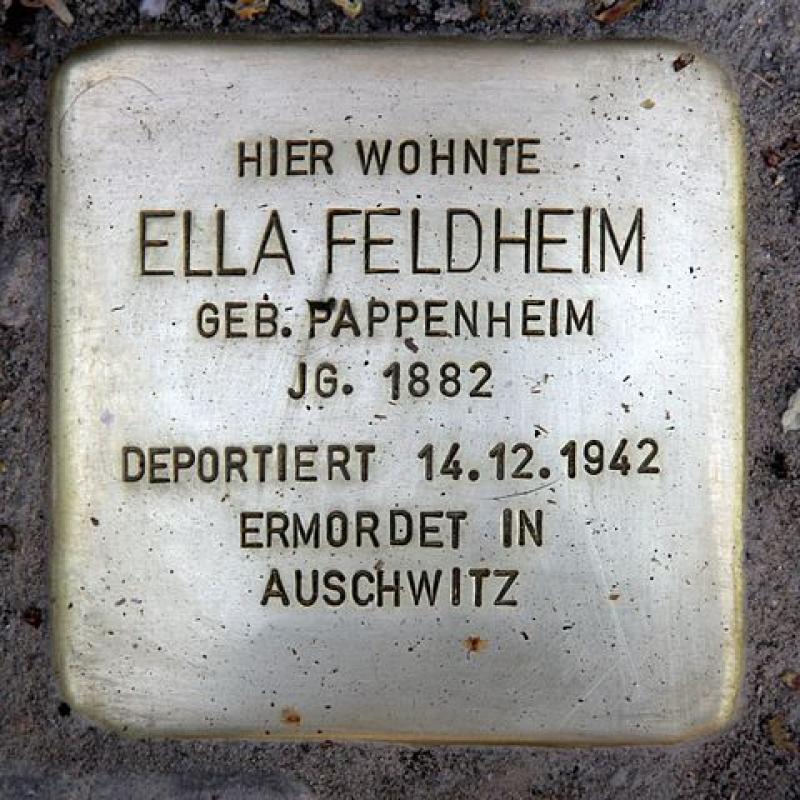 HIER WOHNTE
ELLA FELDHEIM
GEB. PAPPENHEIM
JG. 1882
DEPORTIERT 14.12.1942
ERMORDET IN
AUSCHWITZ